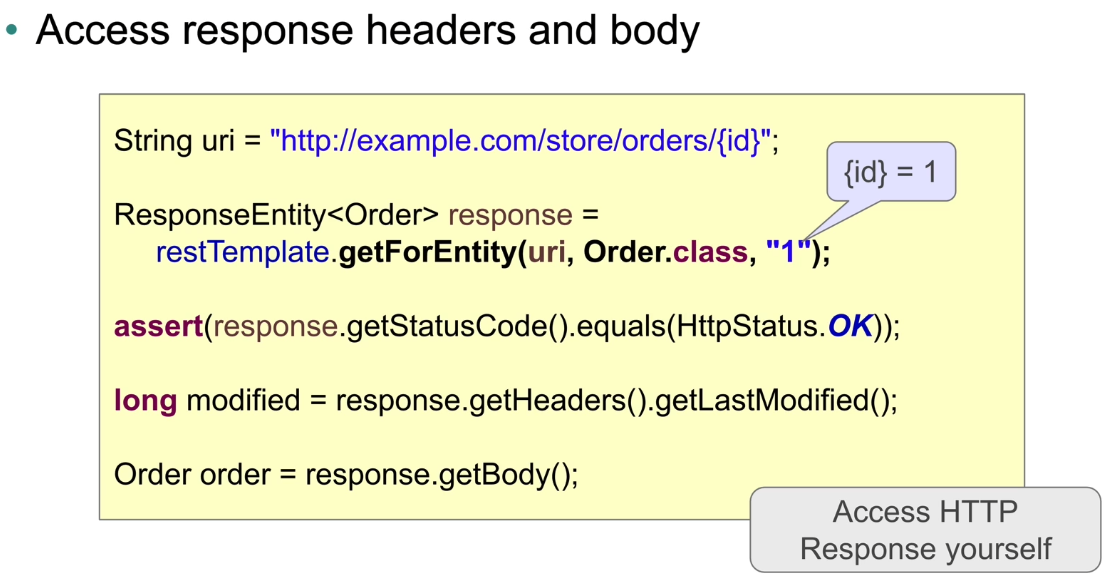 • Access response headers and body
String uri = "http://example.com/store/orders/{id}";
{id} = 1
ResponseEntity<Order> response =
restTemplate.getForEntity(uri, Order.class, "1");
assert(response.getStatusCode().equals(HttpStatus.OK));
long modified = response.getHeaders().getLastModified();
Order order = response.getBody();
Access HTTP
Response yourself